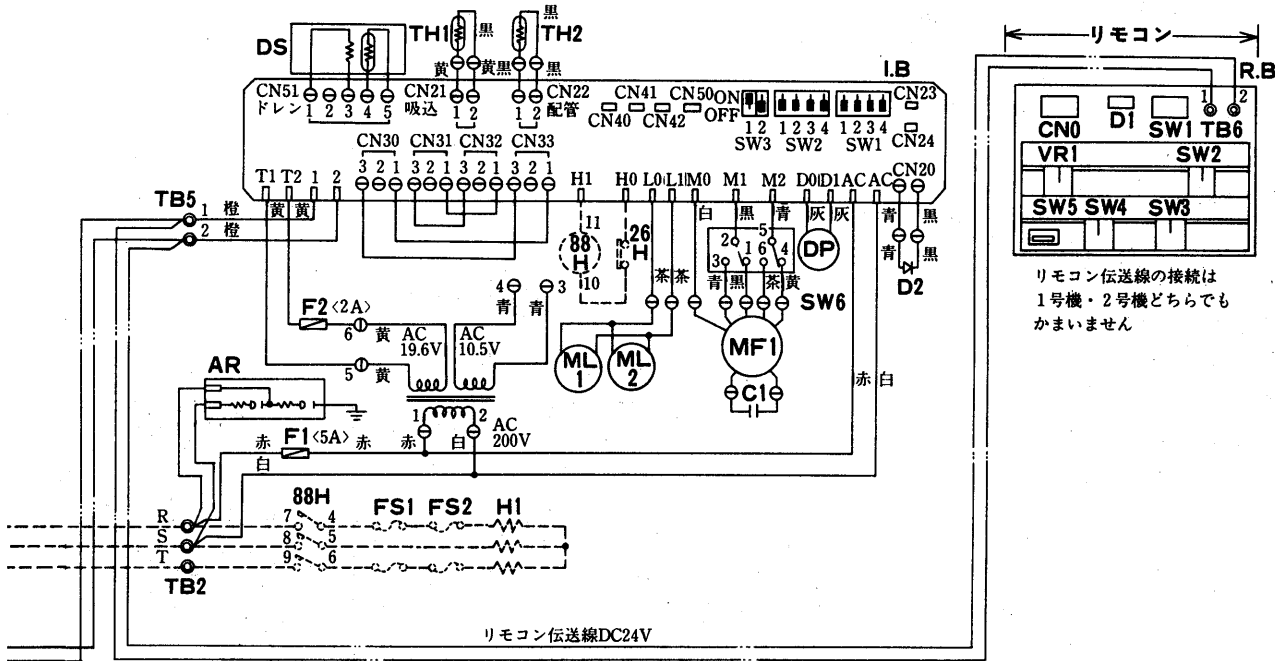 リモコン
DS
TH1
黒
TH2
黒
黄 黄 黒 黒
I.B
R.B
CN51
ドレン 1 2 3 4 5
CN21
吸込 1 2
CN22
1 2 配管
CN41
CN50
CN40
CN42
ON
OFF
1 2
SW3
1 2 3 4
SW2
1 2 3 4
SW1
CN23
CN24
CN30
3 2 1
CN31
3 2 1
CN32
3 2 1
CN33
3 2 1
CN20
T1 T2 1 2
H1 H0 L0 L1 M0 M1 M2 D0 D1 AC AC
1 2
CN0
D1
SW1
TB6
VR1
SW2
SW5
SW4
SW3
リモコン伝送線の接続は
1号機・2号機どちらでも
かまいません
TB5
1 橙
2 橙
黄 黄
11
88
H
10
26
H
白 黒 青 灰 灰 青 黒
2 1 3
5 6 4
DP
青 黒
D2
茶 茶
青 黒 茶 黄
SW6
4 3
青 青
F2<2A>
6 黄
AC
19.6V
AC
10.5V
5 黄
ML
1
ML
2
MF1
C1
赤 白
AR
1 2
AC
200V
F1<5A>
赤 赤 赤 白
白
88H
FS1
FS2
H1
R
S
T
7 4
8 5
9 6
TB2
リモコン伝送線DC24V